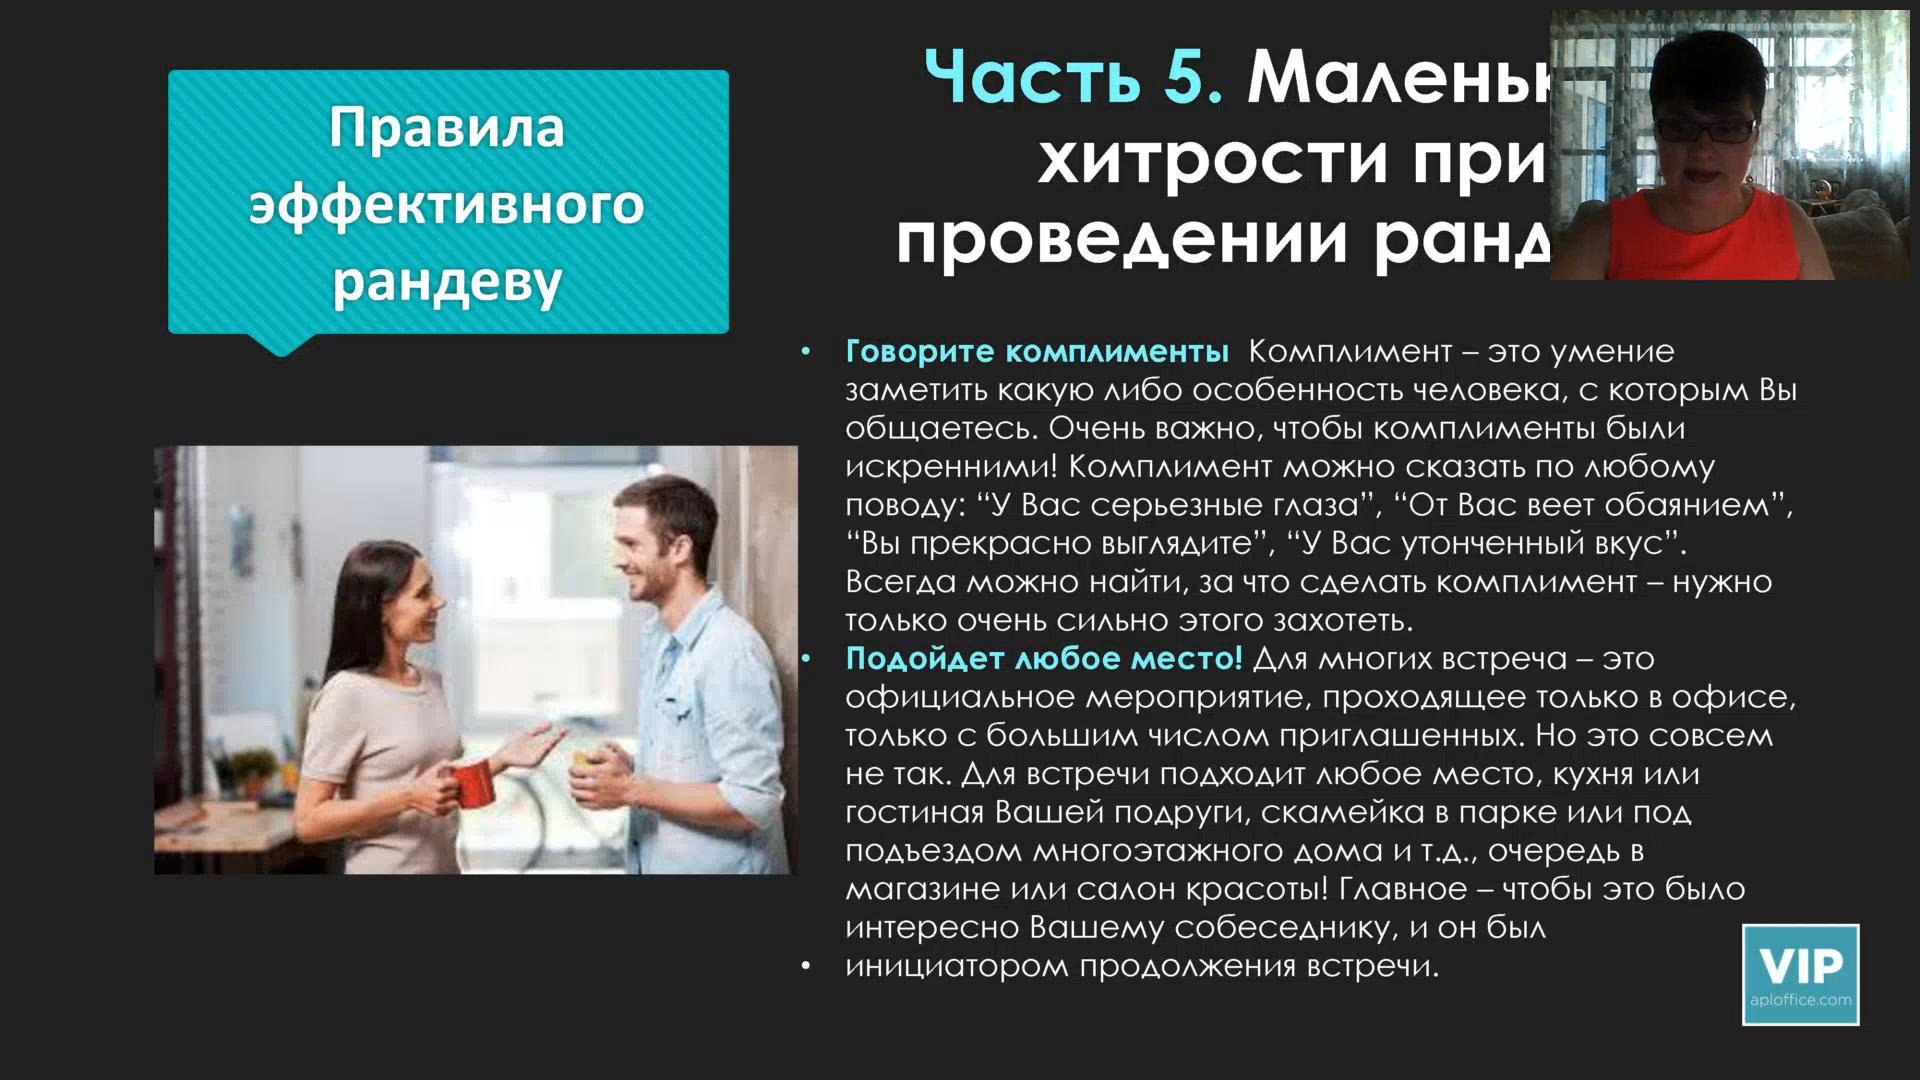 Правила
эффективного
рандеву
Часть 5.
хитрости при
проведении
• Говорите комплименты Комплимент – это умение
заметить какую либо особенность человека, с которым Вы
общаетесь. Очень важно, чтобы комплименты были
искренними! Комплимент можно сказать по любому
поводу: “У Вас серьезные глаза”, “От Вас веет обаянием”,
“Вы прекрасно выглядите”, “У Вас утонченный вкус”.
Всегда можно найти, за что сделать комплимент – нужно
только очень сильно этого захотеть.
• Подойдет любое место! Для многих встреча – это
официальное мероприятие, проходящее только в офисе,
только с большим числом приглашенных. Но это совсем
не так. Для встречи подходит любое место, кухня или
гостиная Вашей подруги, скамейка в парке или под
подъездом многоэтажного дома и т.д., очередь в
магазине или салон красоты! Главное – чтобы это было
интересно Вашему собеседнику, и он был
• инициатором продолжения встречи.
VIP
aploffice.com